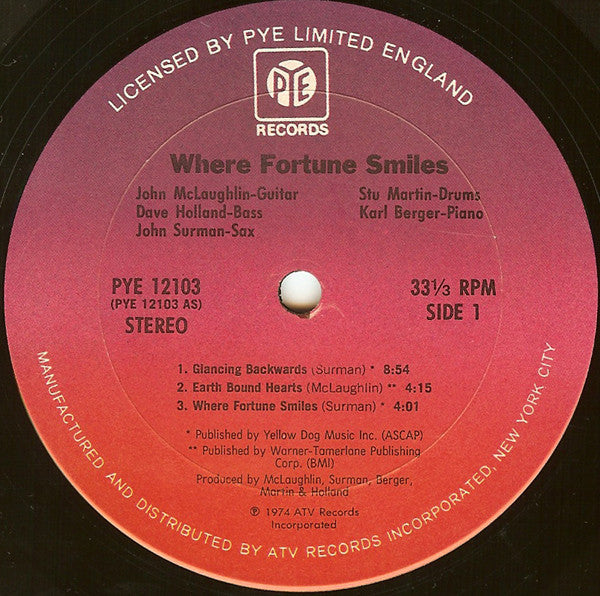 LICENSED BY PYE LIMITED ENGLAND
PYE
RECORDS
Where Fortune Smiles
John McLaughlin-Guitar
Dave Holland-Bass
John Surman-Sax
Stu Martin-Drums
Karl Berger-Piano
PYE 12103
(PYE 12103 AS)
STEREO
33⅓ RPM
SIDE 1
1. Glancing Backwards (Surman) * 8:54
2. Earth Bound Hearts (McLaughlin) ** 4:15
3. Where Fortune Smiles (Surman) * 4:01
* Published by Yellow Dog Music Inc. (ASCAP)
** Published by Warner-Tamerlane Publishing
Corp. (BMI)
Produced by McLaughlin, Surman, Berger,
Martin & Holland
℗ 1974 ATV Records
Incorporated
MANUFACTURED AND DISTRIBUTED BY ATV RECORDS INCORPORATED, NEW YORK CITY